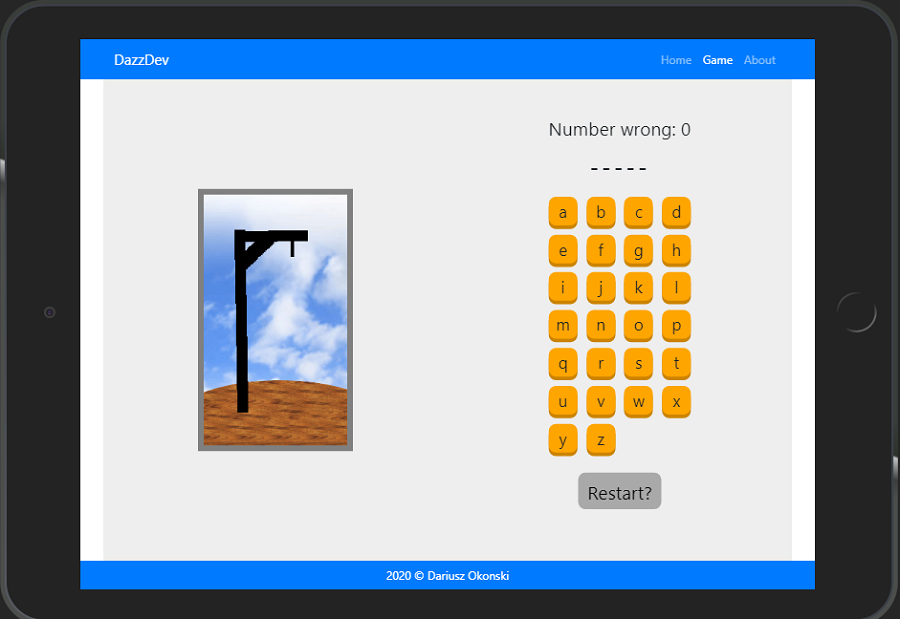 DazzDev Home Game About
Number wrong: 0
- - - - -
a b c d
e f g h
i j k l
m n o p
q r s t
u v w x
y z
Restart?
2020 © Dariusz Okonski